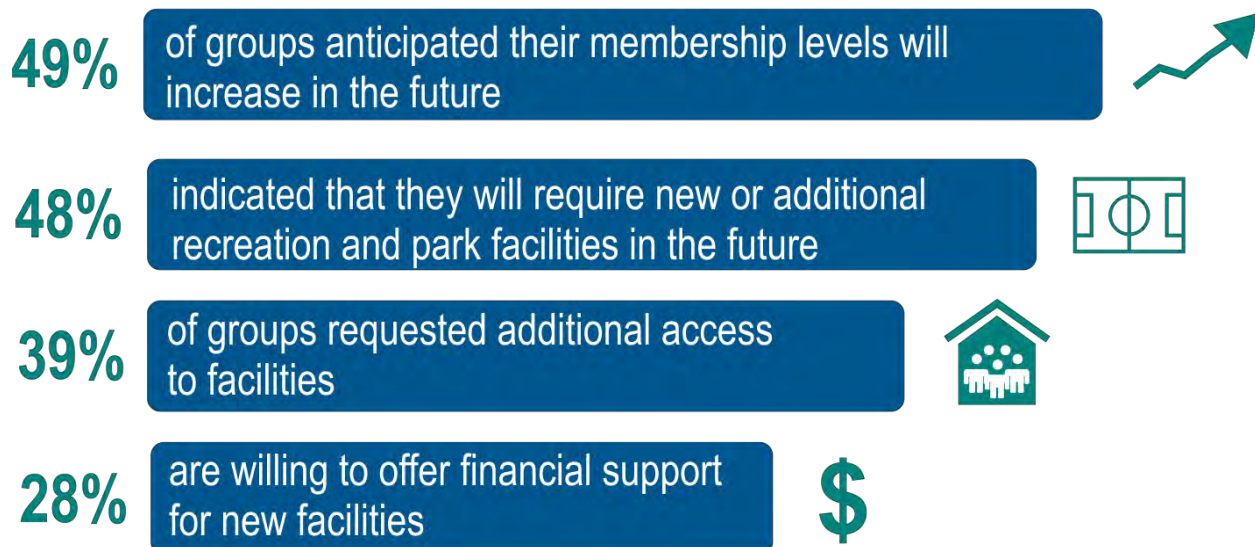 49%
of groups anticipated their membership levels will
increase in the future
48%
indicated that they will require new or additional
recreation and park facilities in the future
39%
of groups requested additional access
to facilities
28%
are willing to offer financial support
for new facilities
$